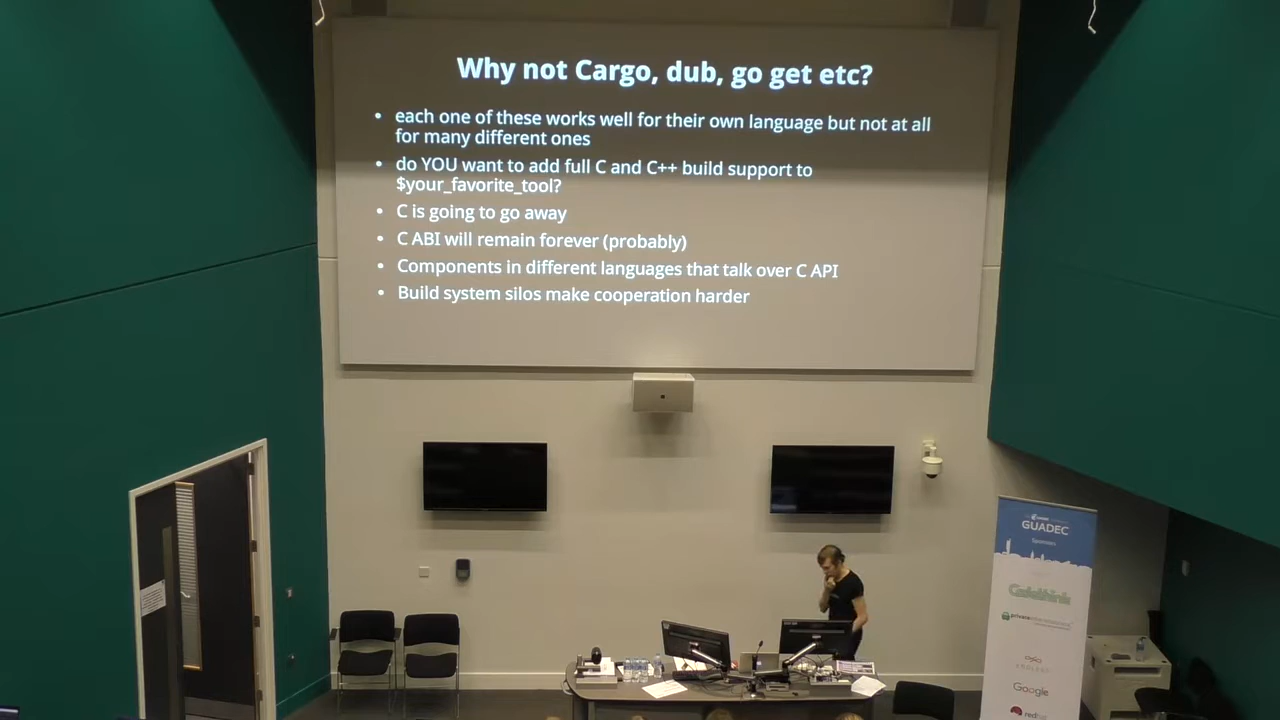 Why not Cargo, dub, go get etc?
• each one of these works well for their own language but not at all
for many different ones
• do YOU want to add full C and C++ build support to
$your_favorite_tool?
• C is going to go away
• C ABI will remain forever (probably)
• Components in different languages that talk over C API
• Build system silos make cooperation harder
GUADEC
Sponsors
Codethink
Google